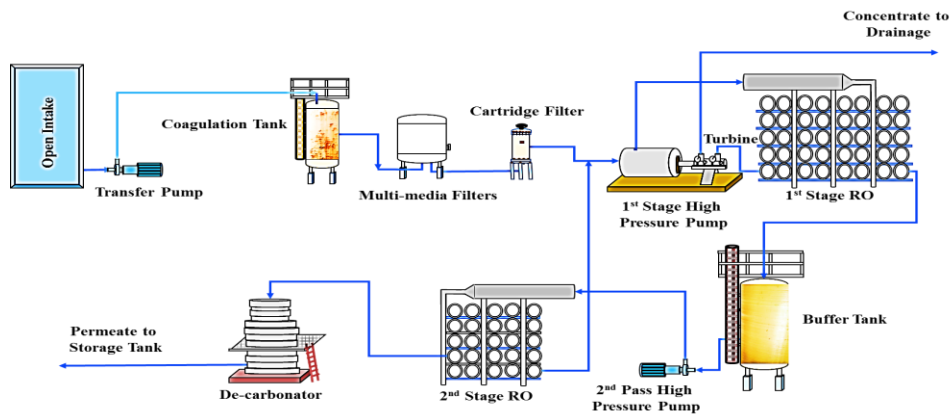 Concentrate to
Drainage
Open Intake
Transfer Pump
Coagulation Tank
Multi-media Filters
Cartridge Filter
Turbine
1st Stage High
Pressure Pump
1st Stage RO
Buffer Tank
2nd Pass High
Pressure Pump
2nd Stage RO
De-carbonator
Permeate to
Storage Tank